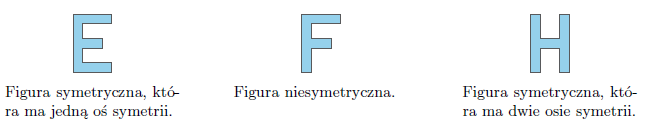 E
F
H
Figura symetryczna, któ-
ra ma jedną oś symetrii.
Figura niesymetryczna.
Figura symetryczna, któ-
ra ma dwie osie symetrii.